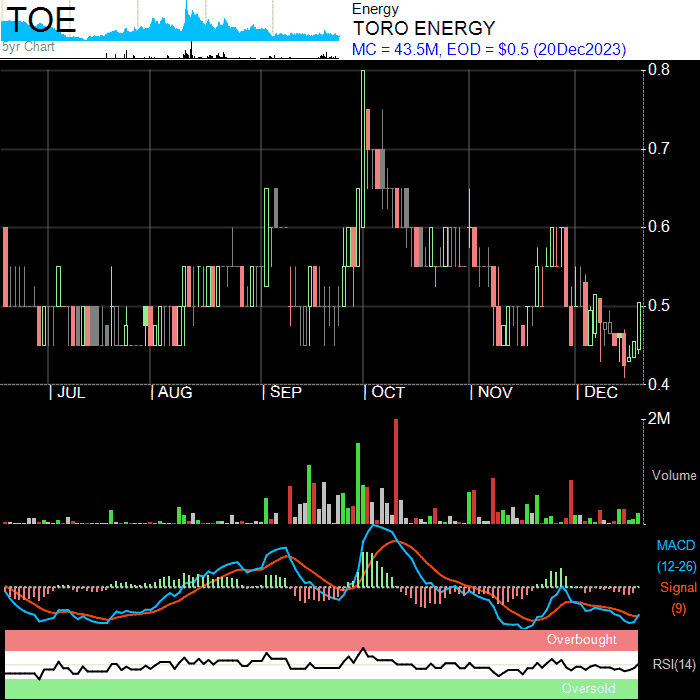 TOE
5yr Chart
Energy
TORO ENERGY
MC = 43.5M, EOD = $0.5 (20Dec2023)
0.8
0.7
0.6
0.5
0.4
| JUL | AUG | SEP | OCT | NOV | DEC
2M
Volume
MACD
(12-26)
Signal
(9)
Overbought
RSI(14)
Oversold